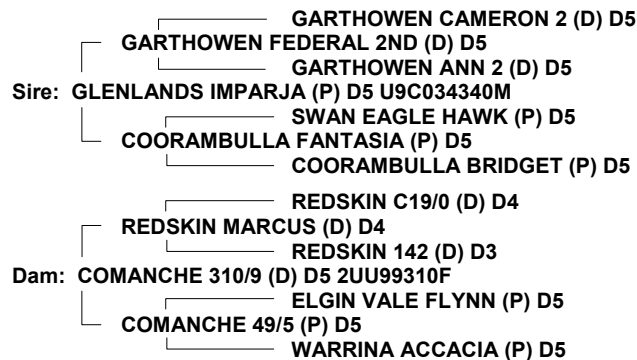 GARTHOWEN CAMERON 2 (D) D5
GARTHOWEN FEDERAL 2ND (D) D5
GARTHOWEN ANN 2 (D) D5
Sire: GLENLANDS IMPARJA (P) D5 U9C034340M
SWAN EAGLE HAWK (P) D5
COORAMBULLA FANTASIA (P) D5
COORAMBULLA BRIDGET (P) D5
REDSKIN C19/0 (D) D4
REDSKIN MARCUS (D) D4
REDSKIN 142 (D) D3
Dam: COMANCHE 310/9 (D) D5 2UU99310F
ELGIN VALE FLYNN (P) D5
COMANCHE 49/5 (P) D5
WARRINA ACCACIA (P) D5